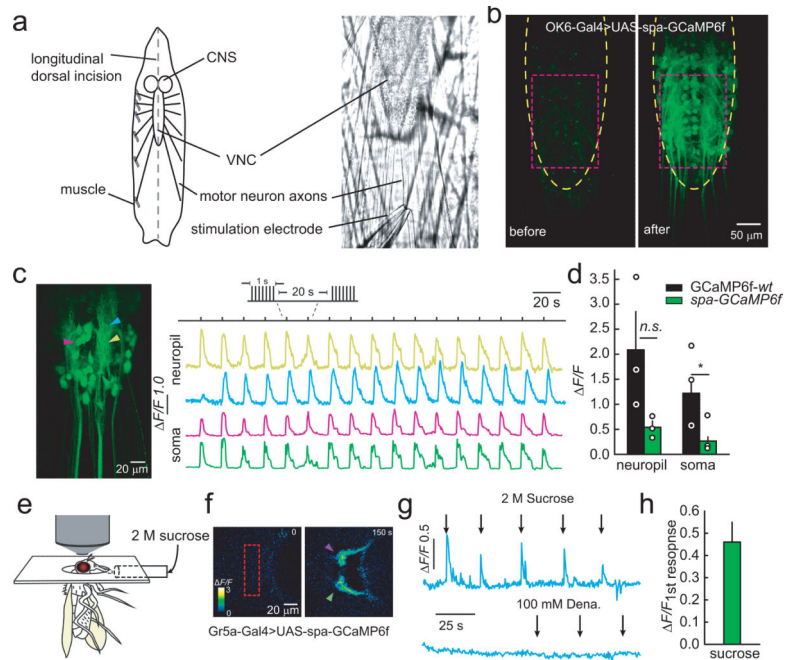 a
longitudinal
dorsal incision
CNS
VNC
muscle
motor neuron axons
stimulation electrode
b
OK6-Gal4>UAS-spa-GCaMP6f
before
after
50 µm
c
1 s
20 s
20 s
neuropil
soma
ΔF/F 1.0
20 µm
d
GCaMP6f-wt
spa-GCaMP6f
3.5
3.0
2.5
2.0
1.5
1.0
0.5
0.0
ΔF/F
n.s.
*
neuropil
soma
e
2 M sucrose
f
0
150 s
ΔF/F
3
0
20 µm
Gr5a-Gal4>UAS-spa-GCaMP6f
g
2 M Sucrose
ΔF/F 0.5
25 s
100 mM Dena.
h
0.6
0.5
0.4
0.3
0.2
0.1
0.0
ΔF/F1st resopnse
sucrose